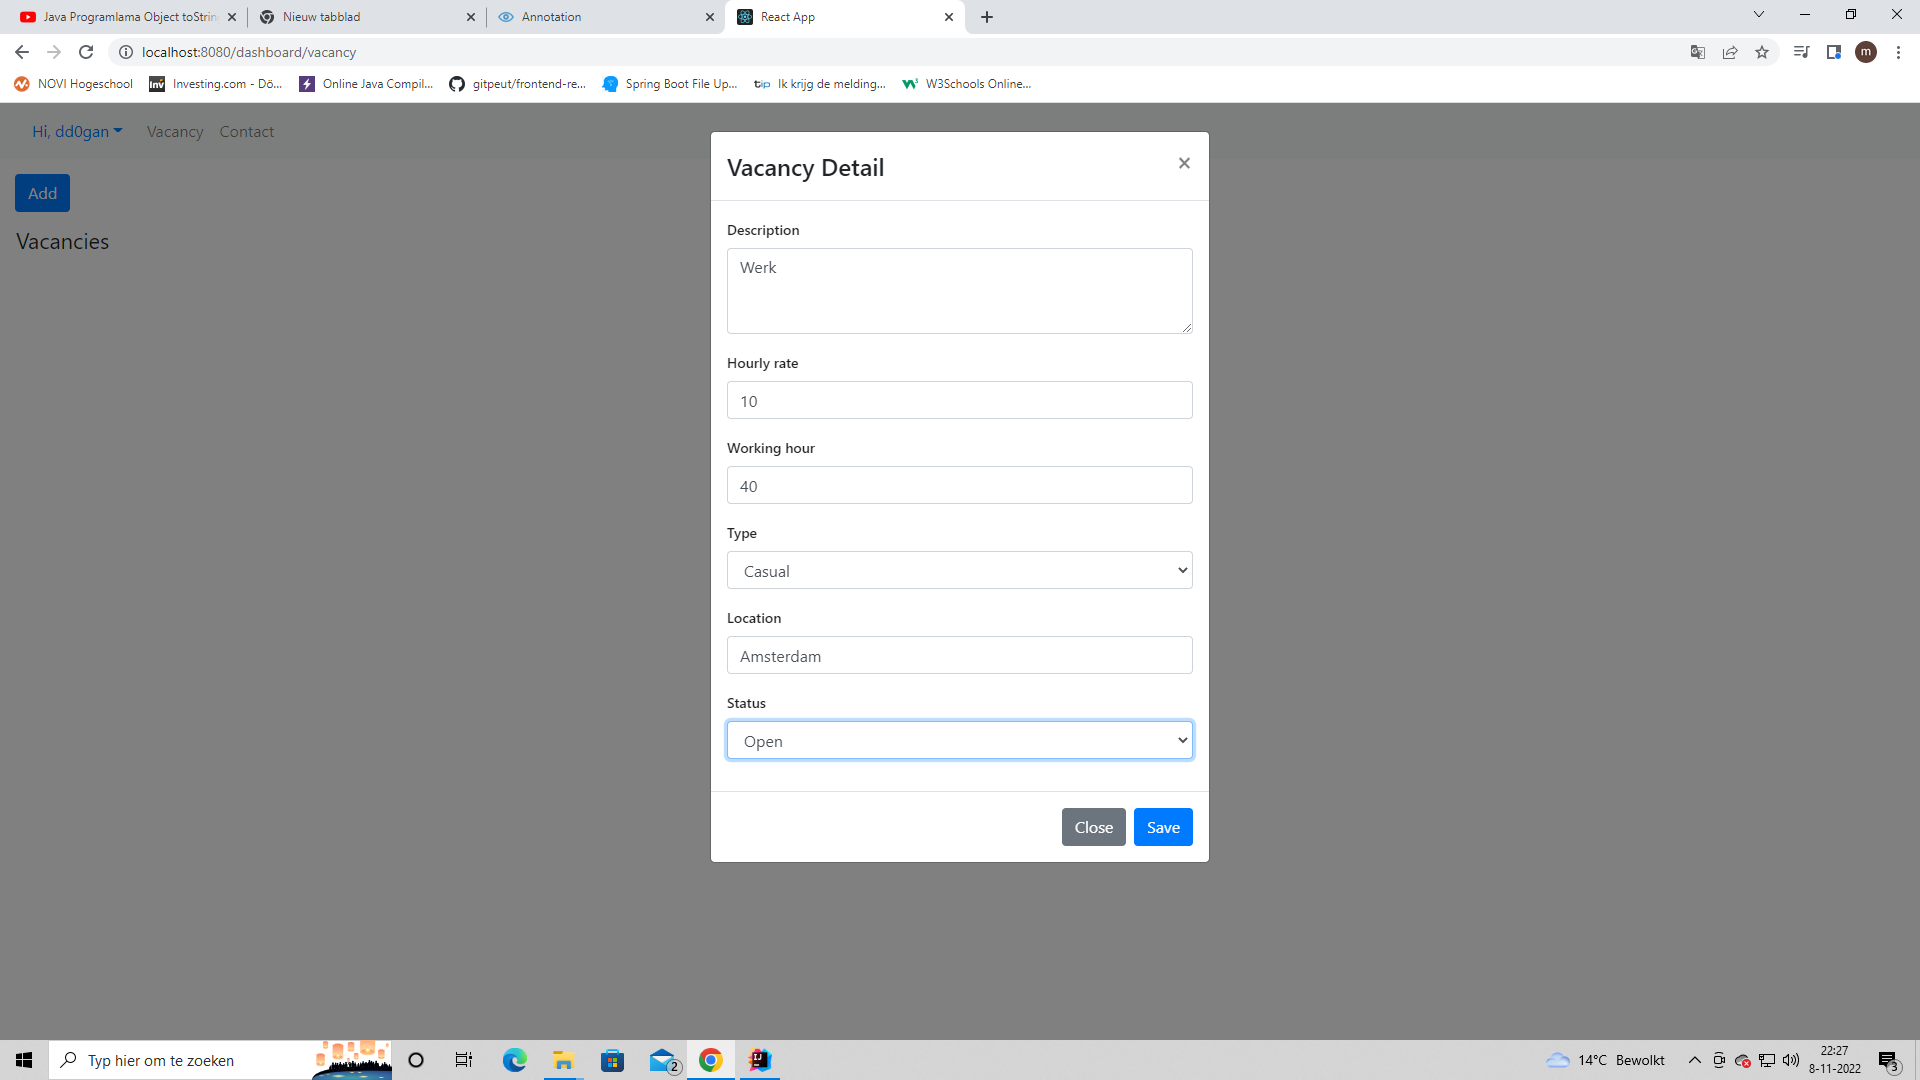 Java Programlama Object toStrin
Nieuw tabblad
Annotation
React App
localhost:8080/dashboard/vacancy
m
NOVI Hogeschool
Investing.com - Dö...
Online Java Compil...
gitpeut/frontend-re...
Spring Boot File Up...
Ik krijg de melding...
W3Schools Online...
Hi, dd0gan
Vacancy
Contact
Add
Vacancies
Vacancy Detail
Description
Werk
Hourly rate
10
Working hour
40
Type
Casual
Location
Amsterdam
Status
Open
Close
Save
Typ hier om te zoeken
2
14°C Bewolkt
22:27
8-11-2022
3